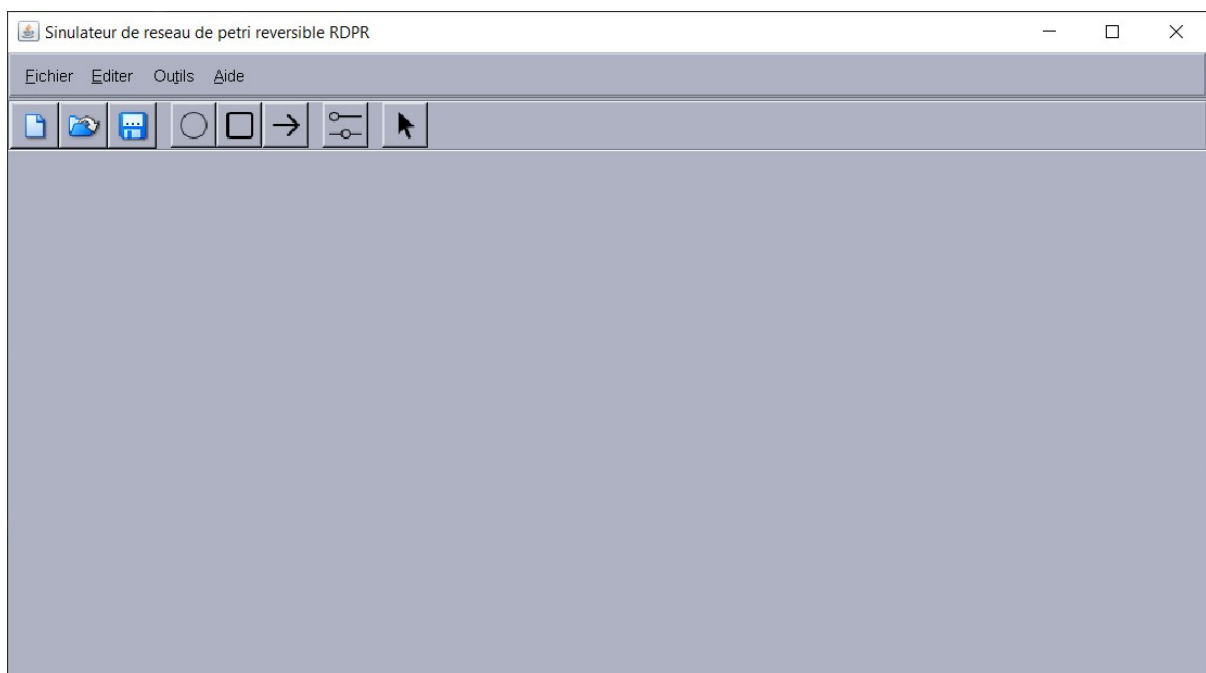 Sinulateur de reseau de petri reversible RDPR
Fichier Editer Outils Aide